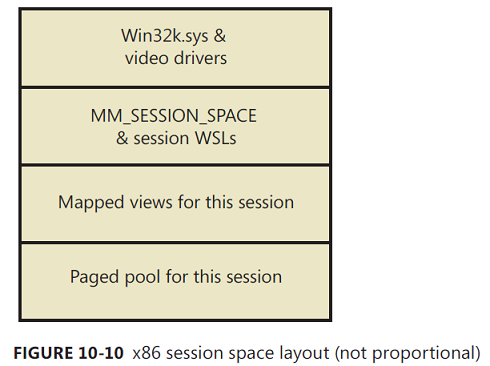 Win32k.sys &
video drivers
MM_SESSION_SPACE
& session WSLs
Mapped views for this session
Paged pool for this session
FIGURE 10-10 x86 session space layout (not proportional)